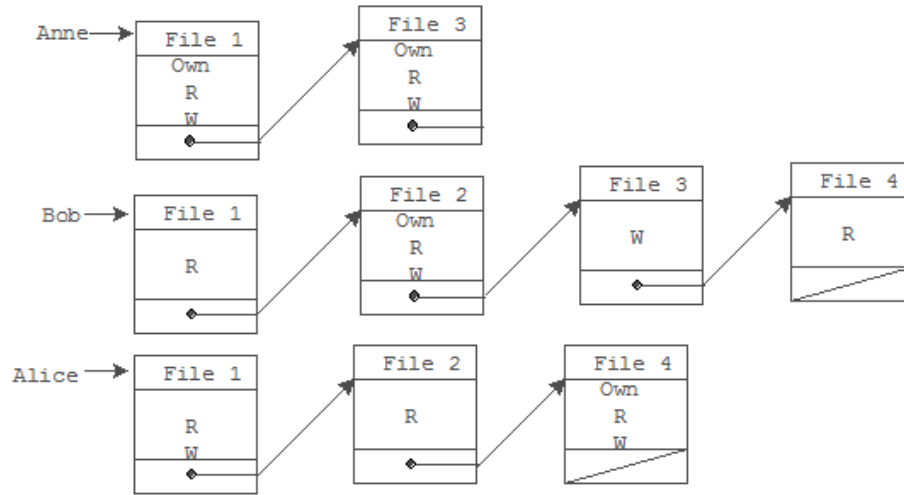 Anne
File 1
Own
R
W
File 3
Own
R
W
Bob
File 1
R
File 2
Own
R
W
File 3
W
File 4
R
Alice
File 1
R
W
File 2
R
File 4
Own
R
W